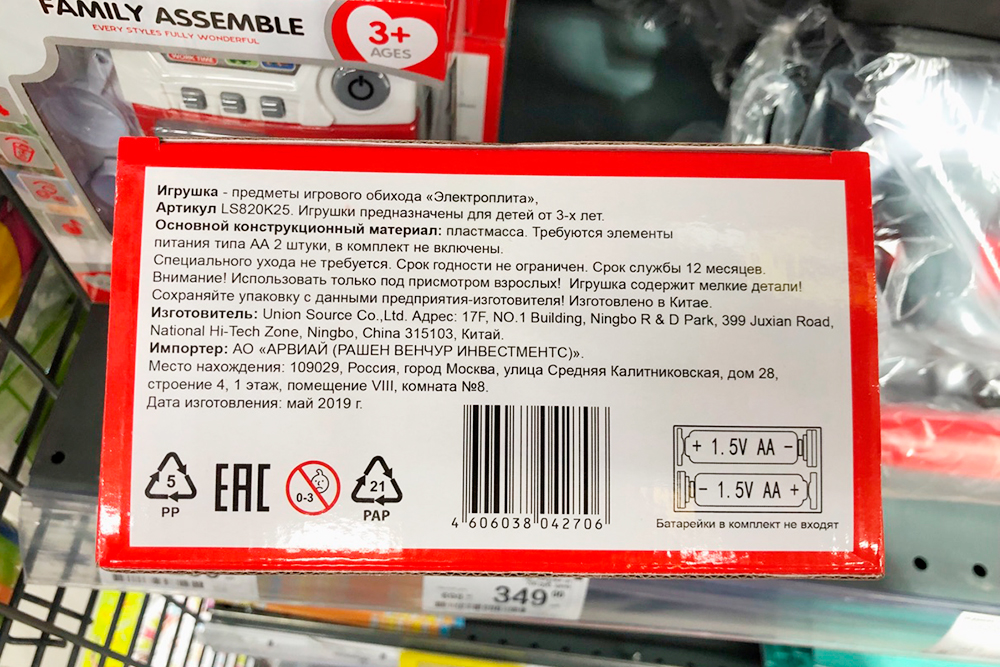 FAMILY ASSEMBLE
EVERY STYLES FULLY WONDERFUL
3+
AGES
WORK TIME
Игрушка - предметы игрового обихода «Электроплита»,
Артикул LS820K25. Игрушки предназначены для детей от 3-х лет.
Основной конструкционный материал: пластмасса. Требуются элементы
питания типа АА 2 штуки, в комплект не включены.
Специального ухода не требуется. Срок годности не ограничен. Срок службы 12 месяцев.
Внимание! Использовать только под присмотром взрослых! Игрушка содержит мелкие детали!
Сохраняйте упаковку с данными предприятия-изготовителя! Изготовлено в Китае.
Изготовитель: Union Source Co.,Ltd. Адрес: 17F, NO.1 Building, Ningbo R & D Park, 399 Juxian Road,
National Hi-Tech Zone, Ningbo, China 315103, Китай.
Импортер: АО «АРВИАЙ (РАШЕН ВЕНЧУР ИНВЕСТМЕНТС)».
Место нахождения: 109029, Россия, город Москва, улица Средняя Калитниковская, дом 28,
строение 4, 1 этаж, помещение VIII, комната №8.
Дата изготовления: май 2019 г.
5
PP
EAC
0-3
21
PAP
4 606038 042706
+ 1.5V AA -
- 1.5V AA +
Батарейки в комплект не входят
349